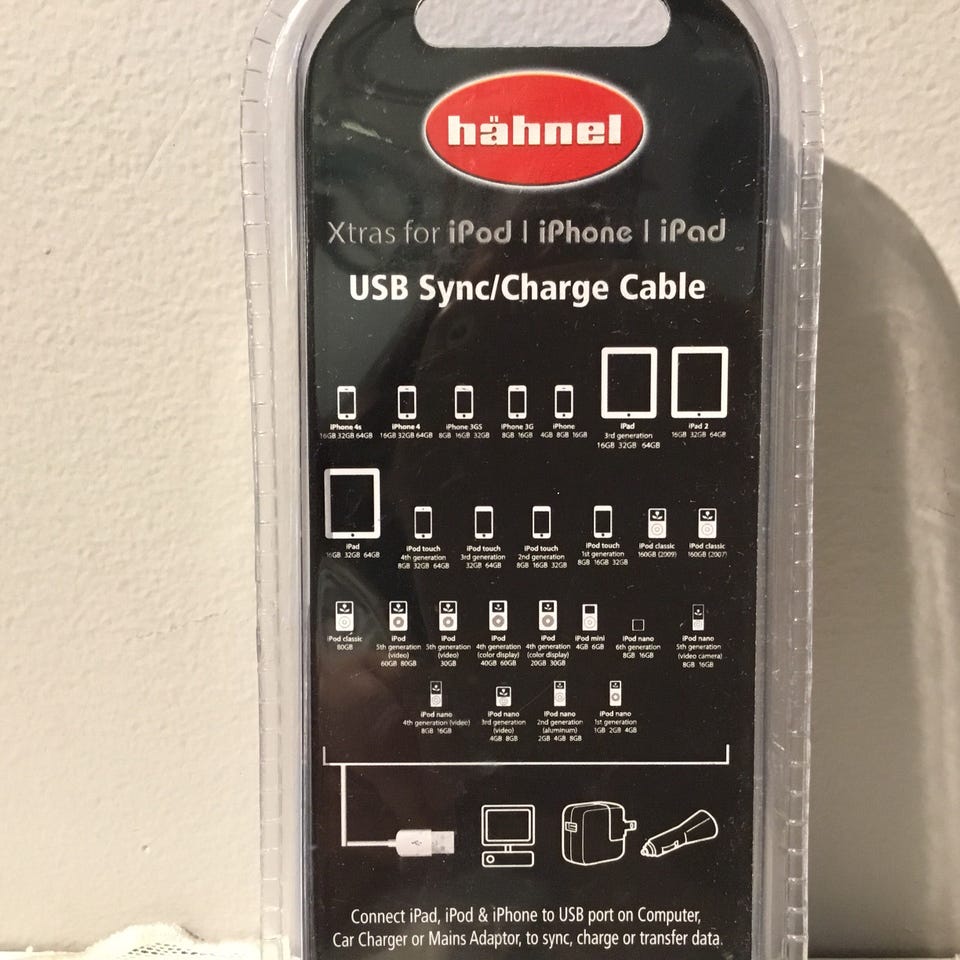 hähnel
Xtras for iPod | iPhone | iPad
USB Sync/Charge Cable
iPhone 4s
16GB 32GB 64GB
iPhone 4
16GB 32GB 64GB
iPhone 3GS
8GB 16GB 32GB
iPhone 3G
8GB 16GB
iPhone
4GB 8GB 16GB
iPad
3rd generation
16GB 32GB 64GB
iPad 2
16GB 32GB 64GB
iPad
16GB 32GB 64GB
iPod touch
4th generation
8GB 32GB 64GB
iPod touch
3rd generation
32GB 64GB
iPod touch
2nd generation
8GB 16GB 32GB
iPod touch
1st generation
8GB 16GB 32GB
iPod classic
160GB (2009)
iPod classic
160GB (2007)
iPod classic
80GB
iPod
5th generation
(video)
60GB 80GB
iPod
5th generation
(video)
30GB
iPod
4th generation
(color display)
40GB 60GB
iPod
4th generation
(color display)
20GB 30GB
iPod mini
4GB 6GB
iPod nano
6th generation
8GB 16GB
iPod nano
5th generation
(video camera)
8GB 16GB
iPod nano
4th generation (video)
8GB 16GB
iPod nano
3rd generation
(video)
4GB 8GB
iPod nano
2nd generation
(aluminum)
2GB 4GB 8GB
iPod nano
1st generation
1GB 2GB 4GB
Connect iPad, iPod & iPhone to USB port on Computer,
Car Charger or Mains Adaptor, to sync, charge or transfer data.